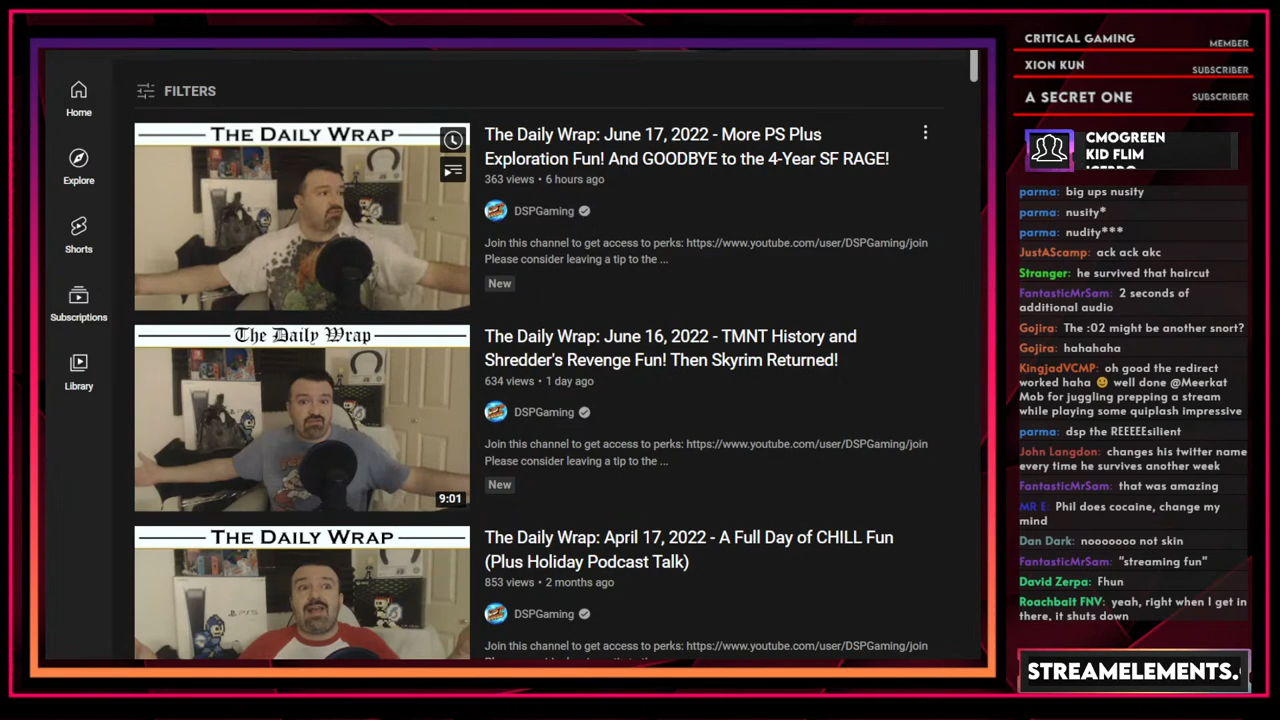 Home
Explore
Shorts
Subscriptions
Library
FILTERS
THE DAILY WRAP
The Daily Wrap: June 17, 2022 - More PS Plus
Exploration Fun! And GOODBYE to the 4-Year SF RAGE!
363 views • 6 hours ago
DSPGaming
Join this channel to get access to perks: https://www.youtube.com/user/DSPGaming/join
Please consider leaving a tip to the ...
New
The Daily Wrap
9:01
The Daily Wrap: June 16, 2022 - TMNT History and
Shredder's Revenge Fun! Then Skyrim Returned!
634 views • 1 day ago
DSPGaming
Join this channel to get access to perks: https://www.youtube.com/user/DSPGaming/join
Please consider leaving a tip to the ...
New
THE DAILY WRAP
The Daily Wrap: April 17, 2022 - A Full Day of CHILL Fun
(Plus Holiday Podcast Talk)
853 views • 2 months ago
DSPGaming
Join this channel to get access to perks: https://www.youtube.com/user/DSPGaming/join
CRITICAL GAMING
MEMBER
XION KUN
SUBSCRIBER
A SECRET ONE
SUBSCRIBER
CMOGREEN
KID FLIM
parma: big ups nusity
parma: nusity*
parma: nudity***
JustAScamp: ack ack akc
Stranger: he survived that haircut
FantasticMrSam: 2 seconds of
additional audio
Gojira: The :02 might be another snort?
Gojira: hahahaha
KingjadVCMP: oh good the redirect
worked haha 🙂 well done @Meerkat
Mob for juggling prepping a stream
while playing some quiplash impressive
parma: dsp the REEEEsilient
John Langdon: changes his twitter name
every time he survives another week
FantasticMrSam: that was amazing
MR E: Phil does cocaine, change my
mind
Dan Dark: nooooooo not skin
FantasticMrSam: "streaming fun"
David Zerpa: Fhun
Roachbait FNV: yeah, right when I get in
there, it shuts down
STREAMELEMENTS.